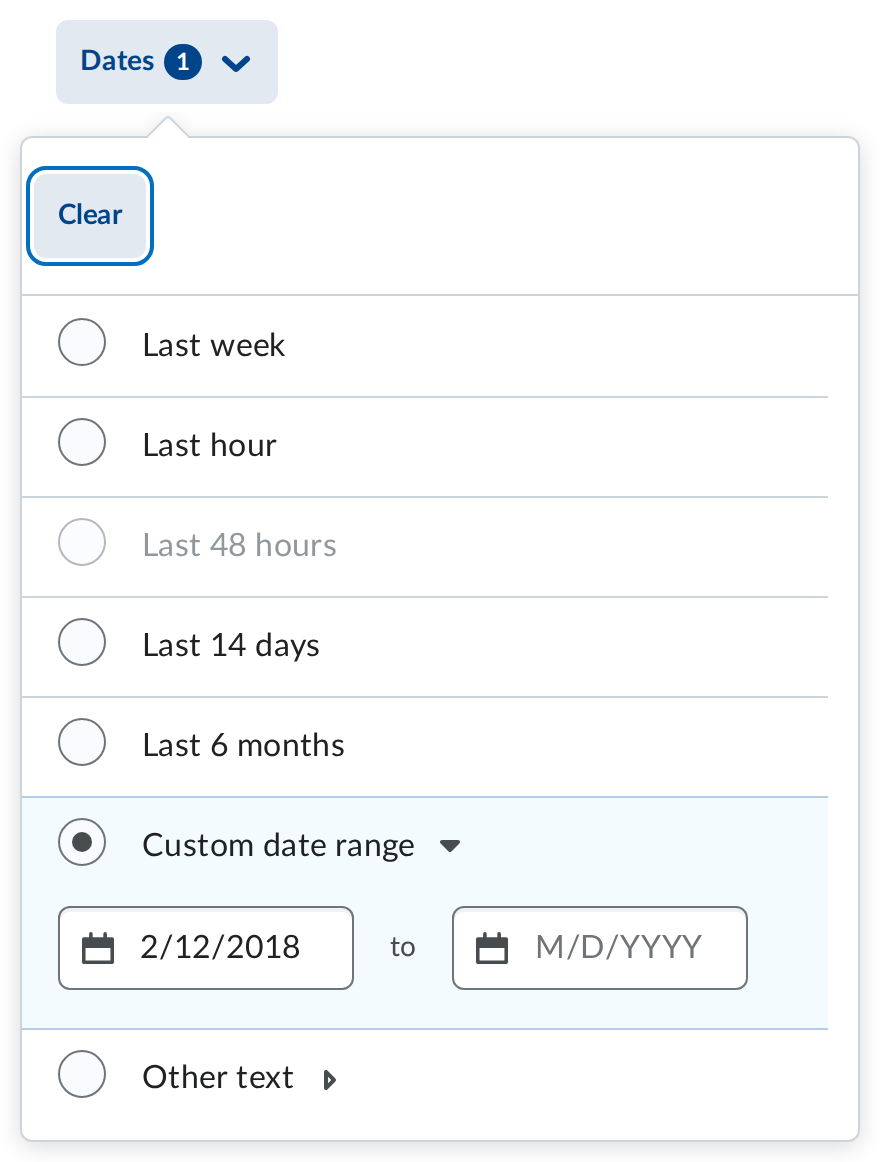 Dates 1
Clear
Last week
Last hour
Last 48 hours
Last 14 days
Last 6 months
Custom date range
2/12/2018 to M/D/YYYY
Other text